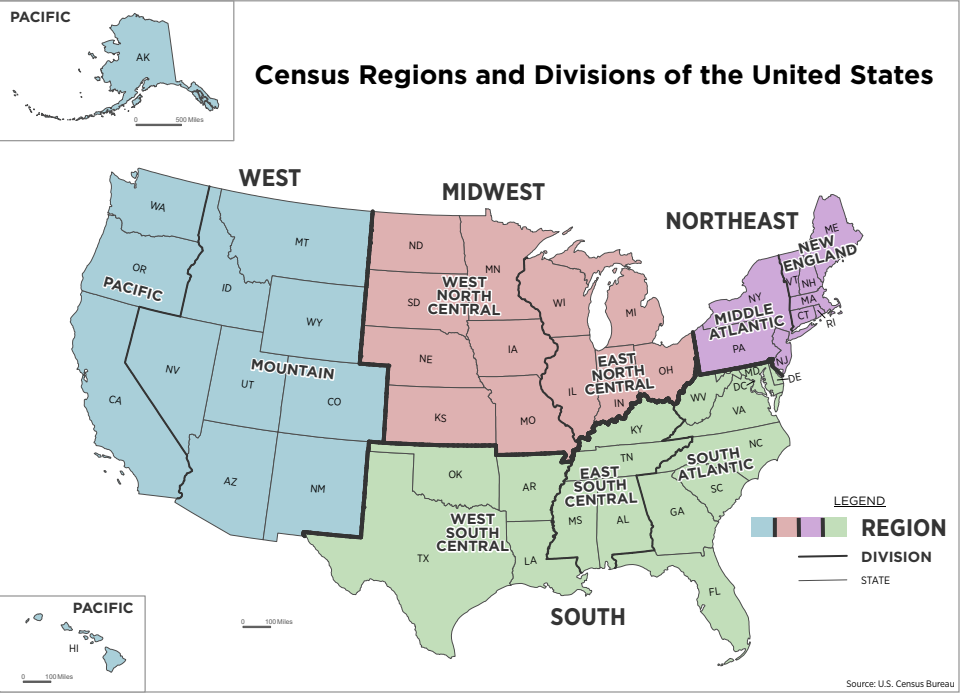 PACIFIC
AK
0 500 Miles
Census Regions and Divisions of the United States
WEST
MIDWEST
NORTHEAST
WA
MT
ND
MN
ME
OR
ID
SD
WI
MI
NY
VT
NH
MA
CT
RI
NEW
ENGLAND
PACIFIC
WY
WEST
NORTH
CENTRAL
MIDDLE
ATLANTIC
PA
NJ
NV
UT
MOUNTAIN
CO
NE
IA
EAST
NORTH
CENTRAL
IL
IN
OH
MD
DE
DC
CA
KS
MO
WV
VA
KY
NC
AZ
NM
OK
AR
TN
SOUTH
ATLANTIC
SC
EAST
SOUTH
CENTRAL
MS
AL
GA
WEST
SOUTH
CENTRAL
TX
LA
FL
SOUTH
LEGEND
REGION
DIVISION
STATE
PACIFIC
HI
0 100 Miles
0 100 Miles
Source: U.S. Census Bureau